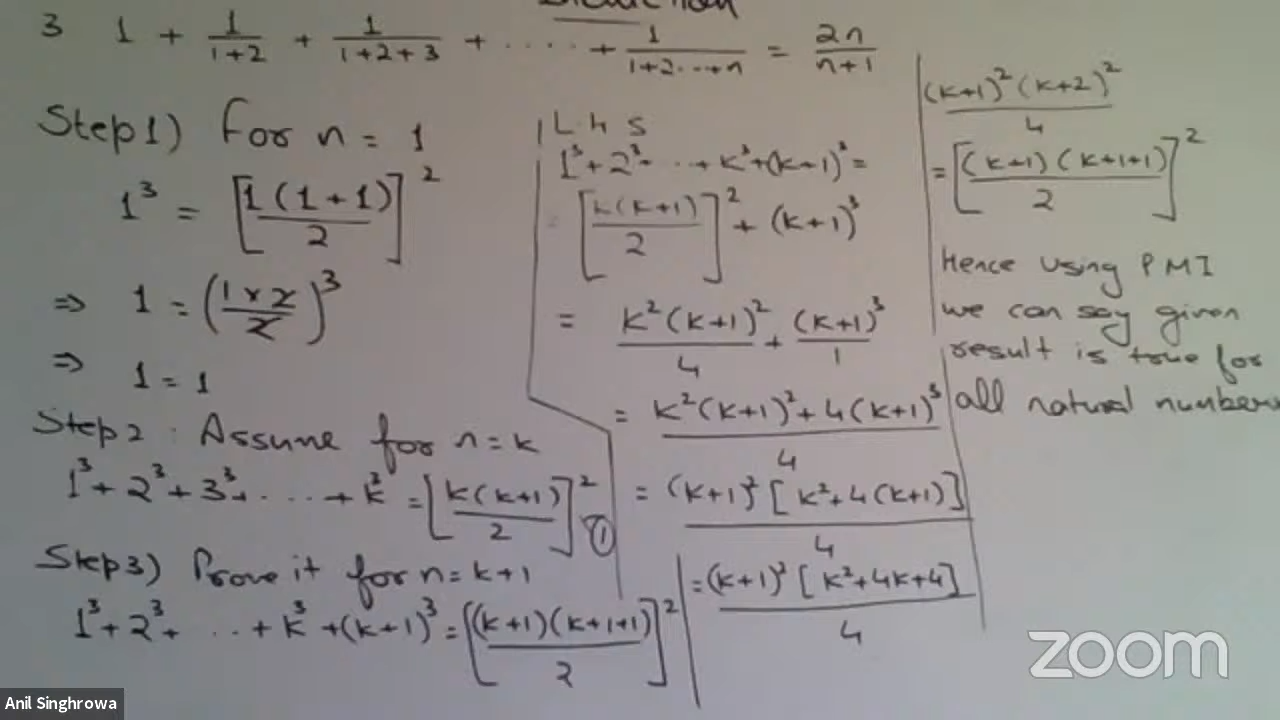 3 1 + 1/(1+2) + 1/(1+2+3) + ..... + 1/(1+2...+n) = 2n/(n+1)
Step 1) for n = 1
1³ = [1(1+1)/2]²
⇒ 1 = (1×2/2)³
⇒ 1 = 1
Step 2 : Assume for n = k
1³ + 2³ + 3³ + ... + k³ = [k(k+1)/2]² ①
Step 3) Prove it for n = k+1
1³ + 2³ + ... + k³ + (k+1)³ = [(k+1)(k+1+1)/2]²
L h s
1³ + 2³ + ... + k³ + (k+1)³ =
= [k(k+1)/2]² + (k+1)³
= k²(k+1)²/4 + (k+1)³/1
= k²(k+1)² + 4(k+1)³/4
= (k+1)²[k² + 4(k+1)]/4
= (k+1)²[k² + 4k + 4]/4
(k+1)²(k+2)²/4
= [(k+1)(k+1+1)/2]²
Hence using PMI
we can say given
result is true for
all natural numbers
zoom
Anil Singhrowa